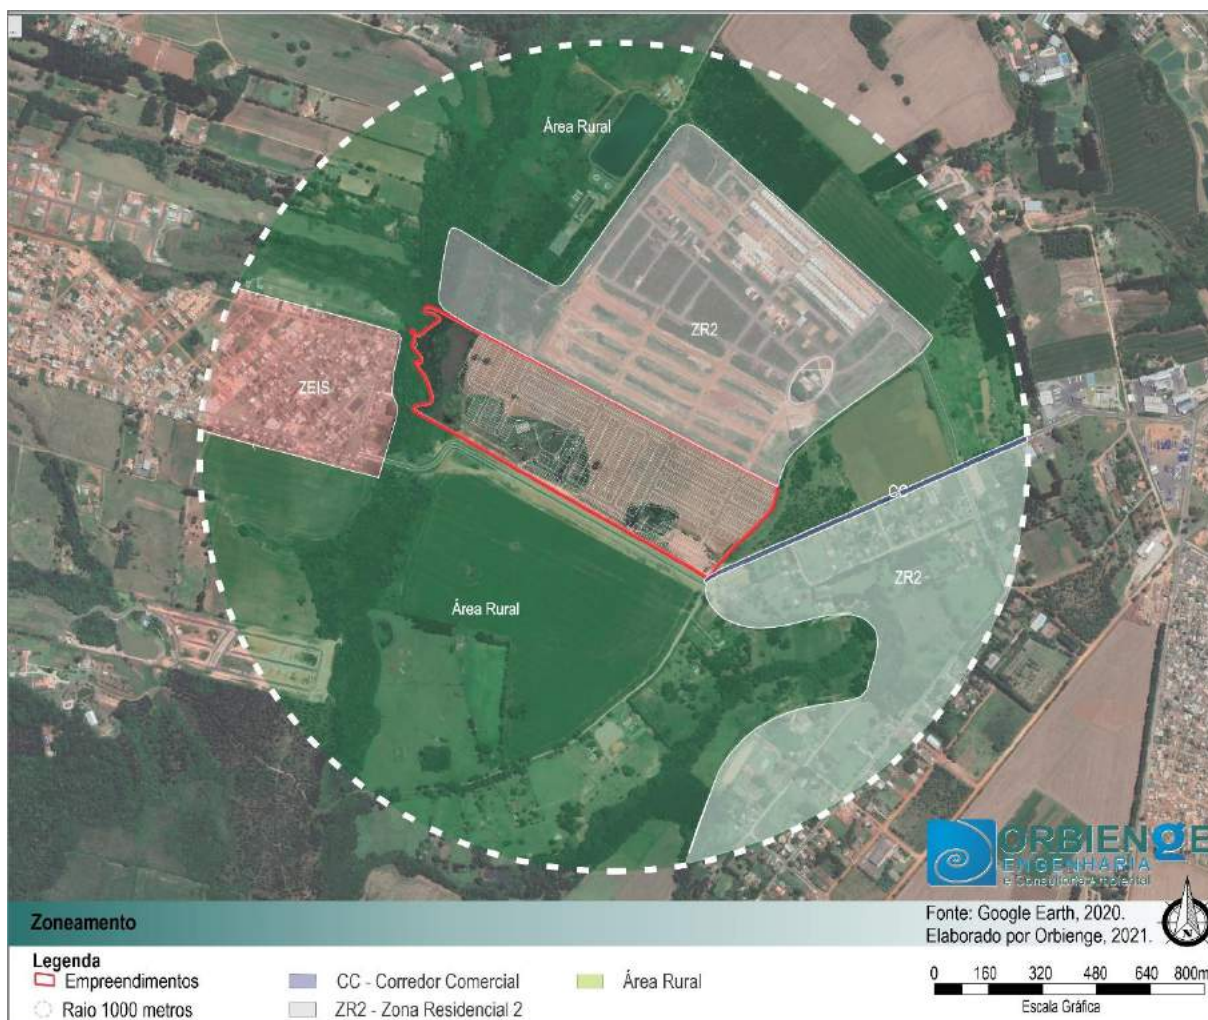 Área Rural
ZR2
ZEIS
CC
ZR2
Área Rural
ORBIENGE
ENGENHARIA
e Consultoria Ambiental
Zoneamento
Fonte: Google Earth, 2020.
Elaborado por Orbienge, 2021.
N
Legenda
Empreendimentos
CC - Corredor Comercial
Área Rural
Raio 1000 metros
ZR2 - Zona Residencial 2
0 160 320 480 640 800m
Escala Gráfica